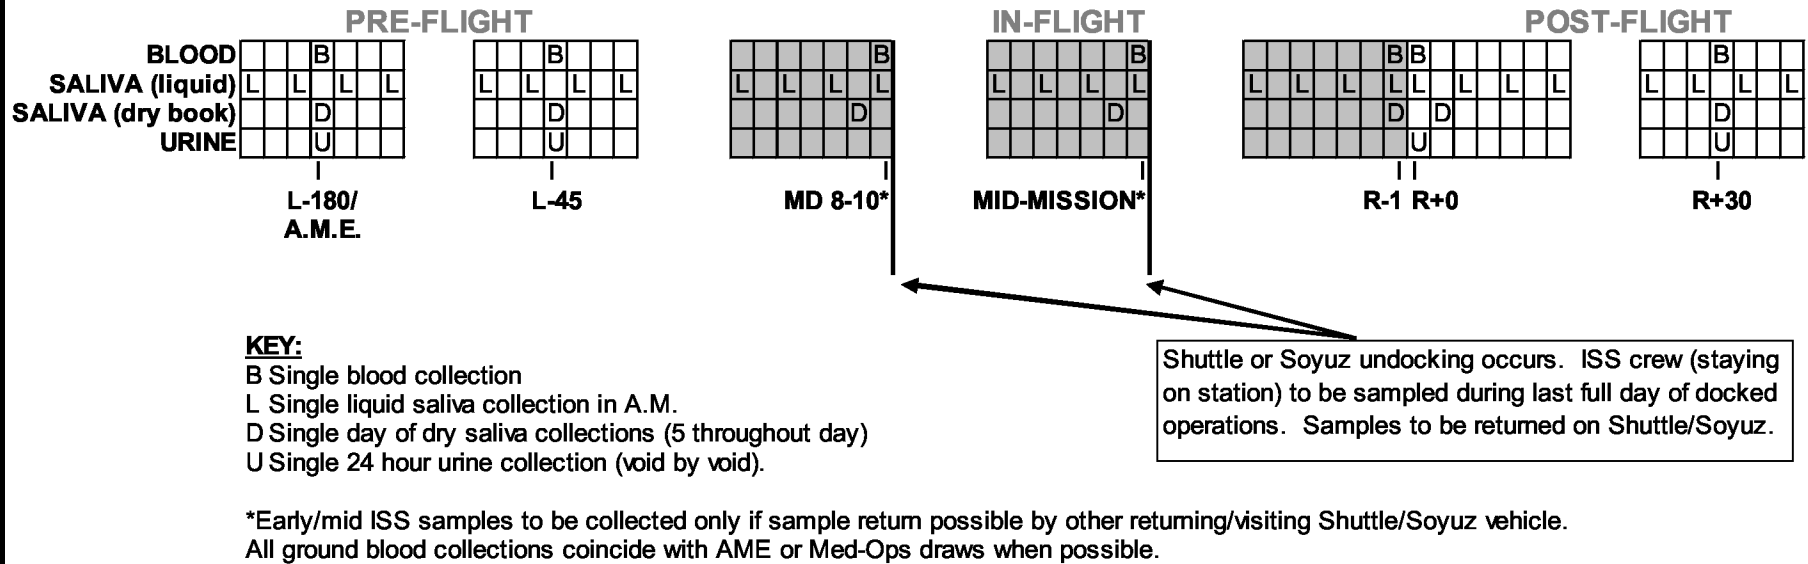 PRE-FLIGHT IN-FLIGHT POST-FLIGHT
BLOOD B B B B B B B
SALIVA (liquid) L L L L L L L L L L L L L L L L L L L L L L L L L L L L
SALIVA (dry book) D D D D D D D
URINE U U U U
L-180/ L-45 MD 8-10* MID-MISSION* R-1 R+0 R+30
A.M.E.
KEY:
B Single blood collection
L Single liquid saliva collection in A.M.
D Single day of dry saliva collections (5 throughout day)
U Single 24 hour urine collection (void by void).
Shuttle or Soyuz undocking occurs. ISS crew (staying
on station) to be sampled during last full day of docked
operations. Samples to be returned on Shuttle/Soyuz.
*Early/mid ISS samples to be collected only if sample return possible by other returning/visiting Shuttle/Soyuz vehicle.
All ground blood collections coincide with AME or Med-Ops draws when possible.